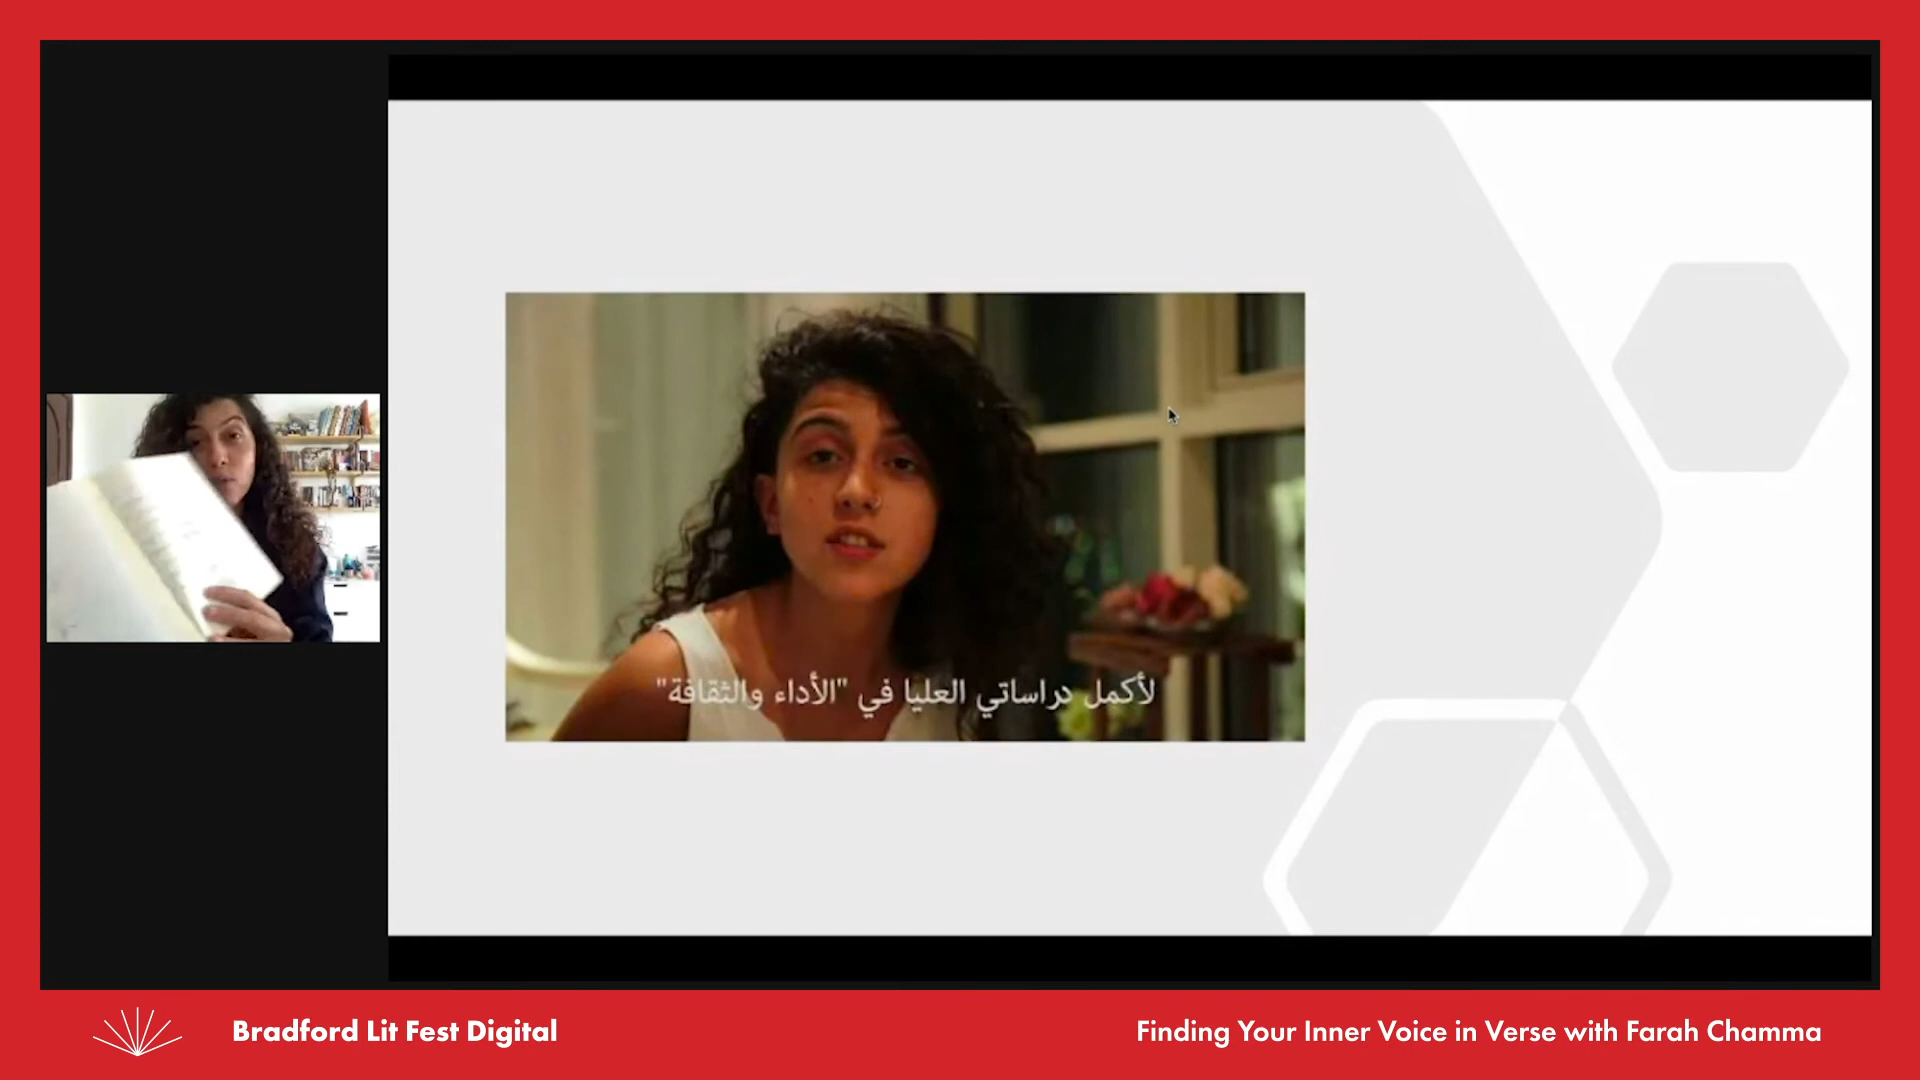 لأكمل دراساتي العليا في "الأداء والثقافة"
Bradford Lit Fest Digital
Finding Your Inner Voice in Verse with Farah Chamma